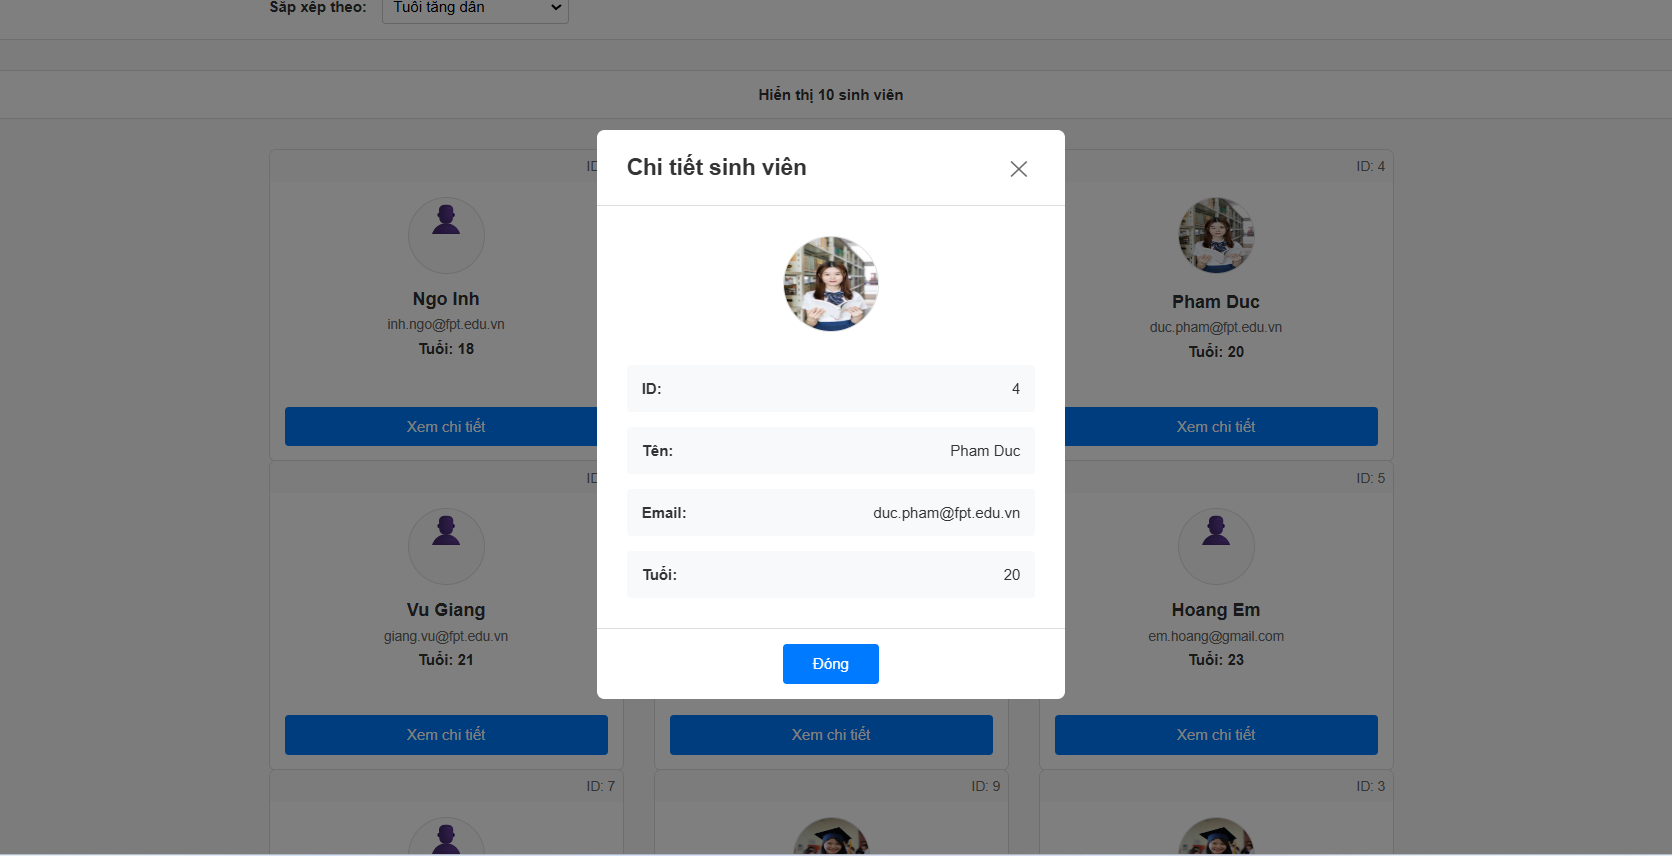 Sắp xếp theo:
Tuổi tăng dần
Hiển thị 10 sinh viên
Chi tiết sinh viên
ID:
4
Tên:
Pham Duc
Email:
duc.pham@fpt.edu.vn
Tuổi:
20
Đóng
ID
Ngo Inh
inh.ngo@fpt.edu.vn
Tuổi: 18
Xem chi tiết
ID: 4
Pham Duc
duc.pham@fpt.edu.vn
Tuổi: 20
Xem chi tiết
ID
Vu Giang
giang.vu@fpt.edu.vn
Tuổi: 21
Xem chi tiết
Xem chi tiết
ID: 5
Hoang Em
em.hoang@gmail.com
Tuổi: 23
Xem chi tiết
ID: 7
ID: 9
ID: 3